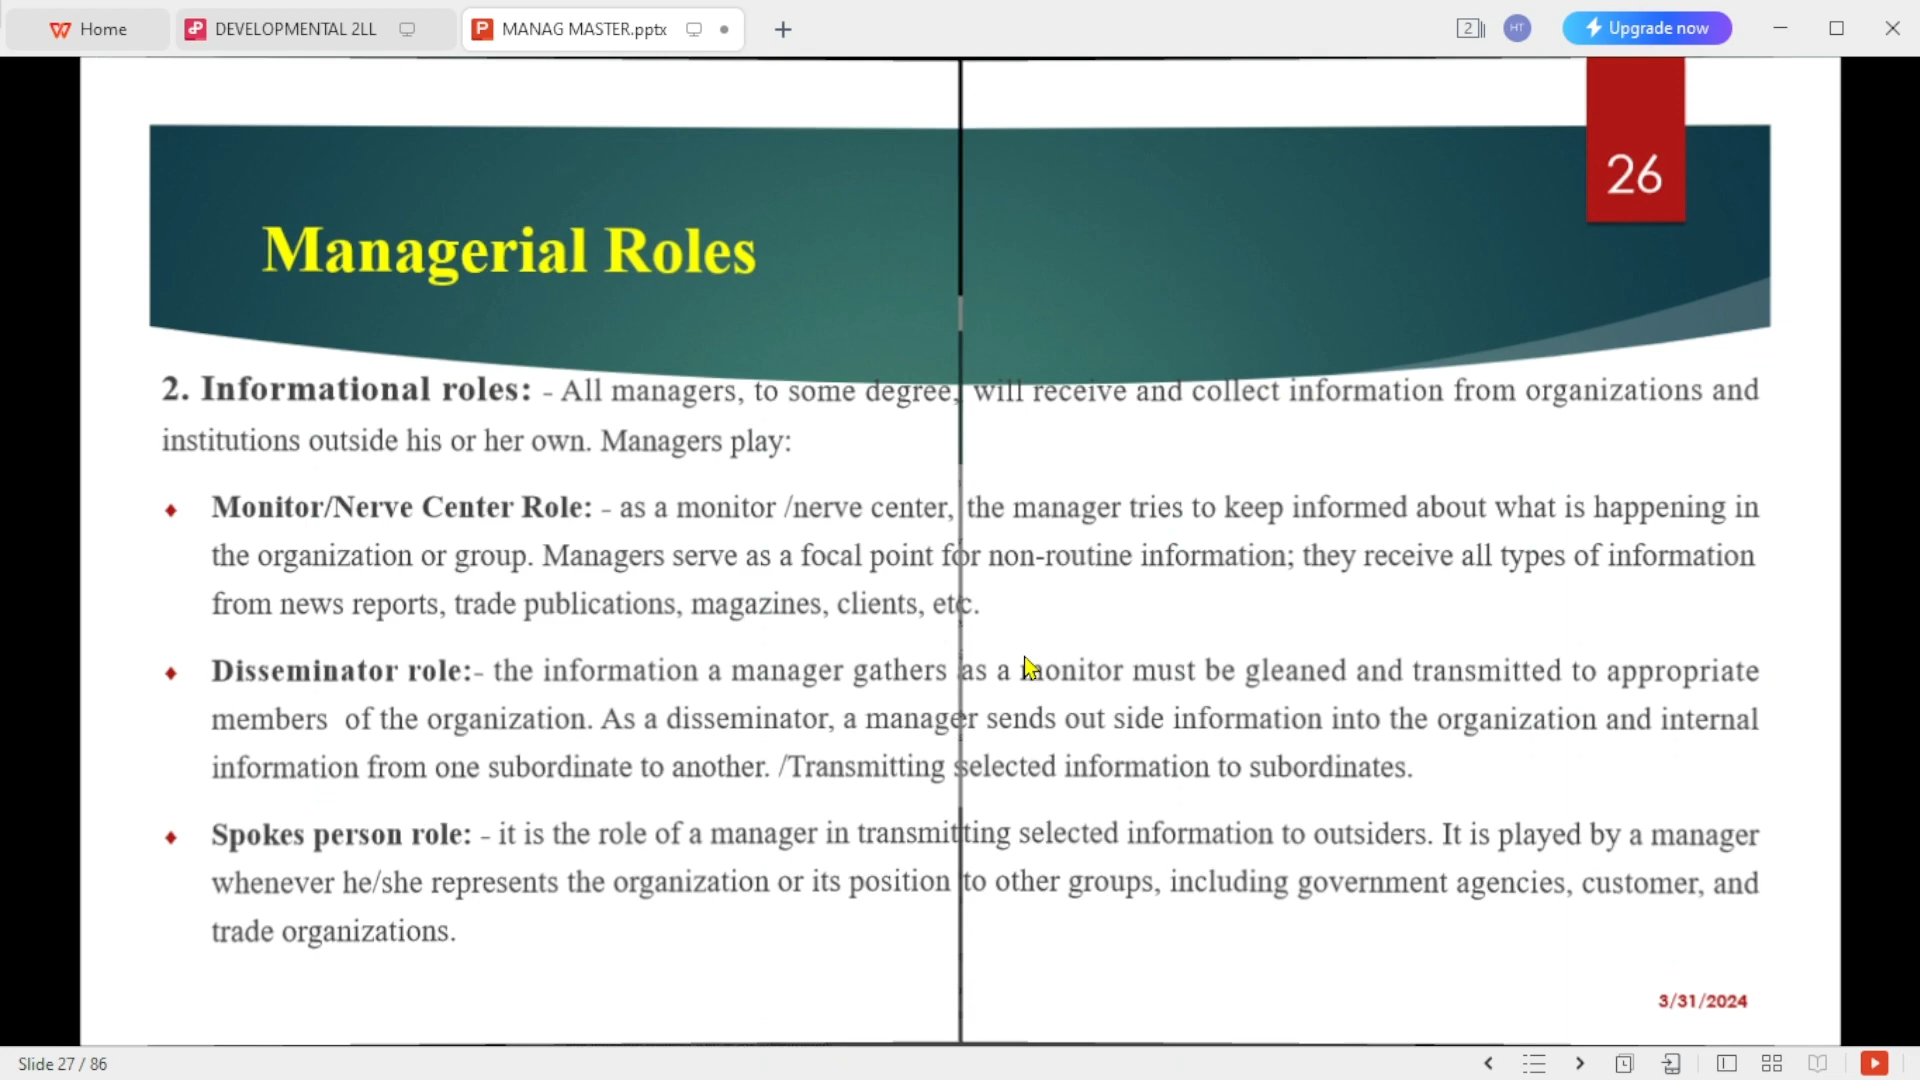 Home
DEVELOPMENTAL 2LL
MANAG MASTER.pptx
2
HT
Upgrade now
26
Managerial Roles
2. Informational roles: - All managers, to some degree, will receive and collect information from organizations and
institutions outside his or her own. Managers play:
Monitor/Nerve Center Role: - as a monitor /nerve center, the manager tries to keep informed about what is happening in
the organization or group. Managers serve as a focal point for non-routine information; they receive all types of information
from news reports, trade publications, magazines, clients, etc.
Disseminator role:- the information a manager gathers as a monitor must be gleaned and transmitted to appropriate
members of the organization. As a disseminator, a manager sends out side information into the organization and internal
information from one subordinate to another. /Transmitting selected information to subordinates.
Spokes person role: - it is the role of a manager in transmitting selected information to outsiders. It is played by a manager
whenever he/she represents the organization or its position to other groups, including government agencies, customer, and
trade organizations.
3/31/2024
Slide 27 / 86